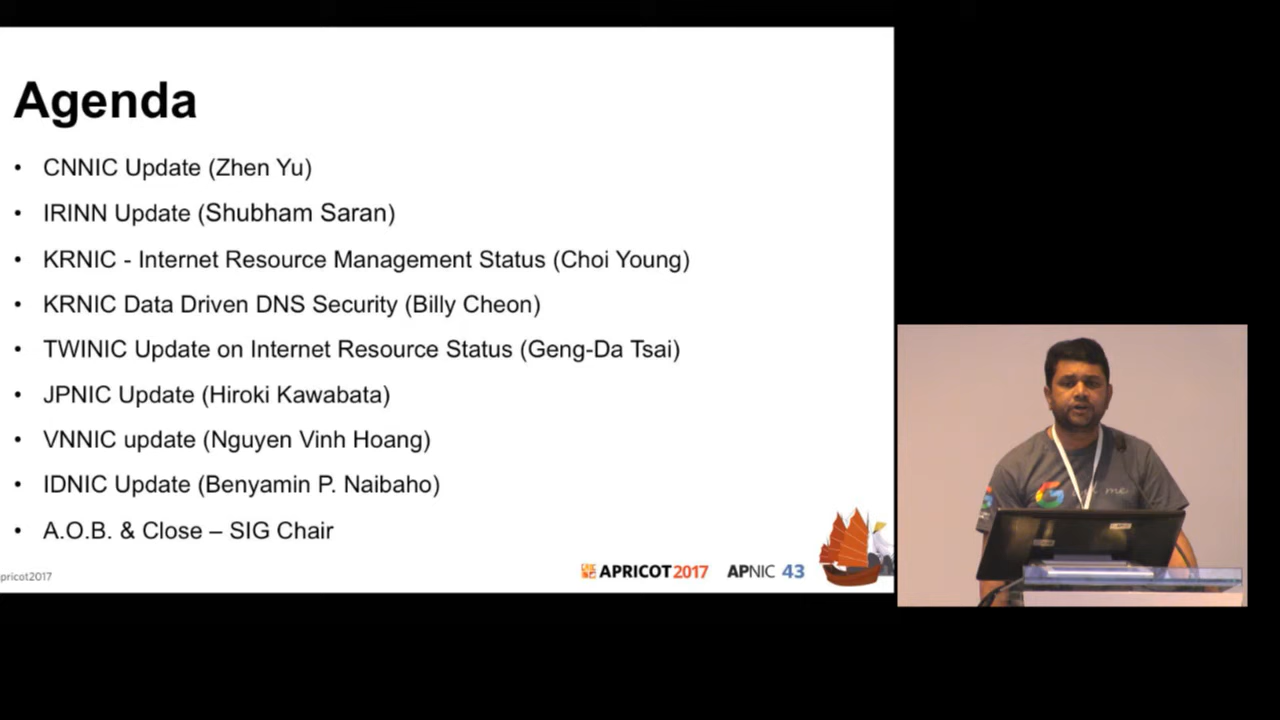 Agenda
• CNNIC Update (Zhen Yu)
• IRINN Update (Shubham Saran)
• KRNIC - Internet Resource Management Status (Choi Young)
• KRNIC Data Driven DNS Security (Billy Cheon)
• TWINIC Update on Internet Resource Status (Geng-Da Tsai)
• JPNIC Update (Hiroki Kawabata)
• VNNIC update (Nguyen Vinh Hoang)
• IDNIC Update (Benyamin P. Naibaho)
• A.O.B. & Close – SIG Chair
pricot2017
APRICOT 2017 APNIC 43
me